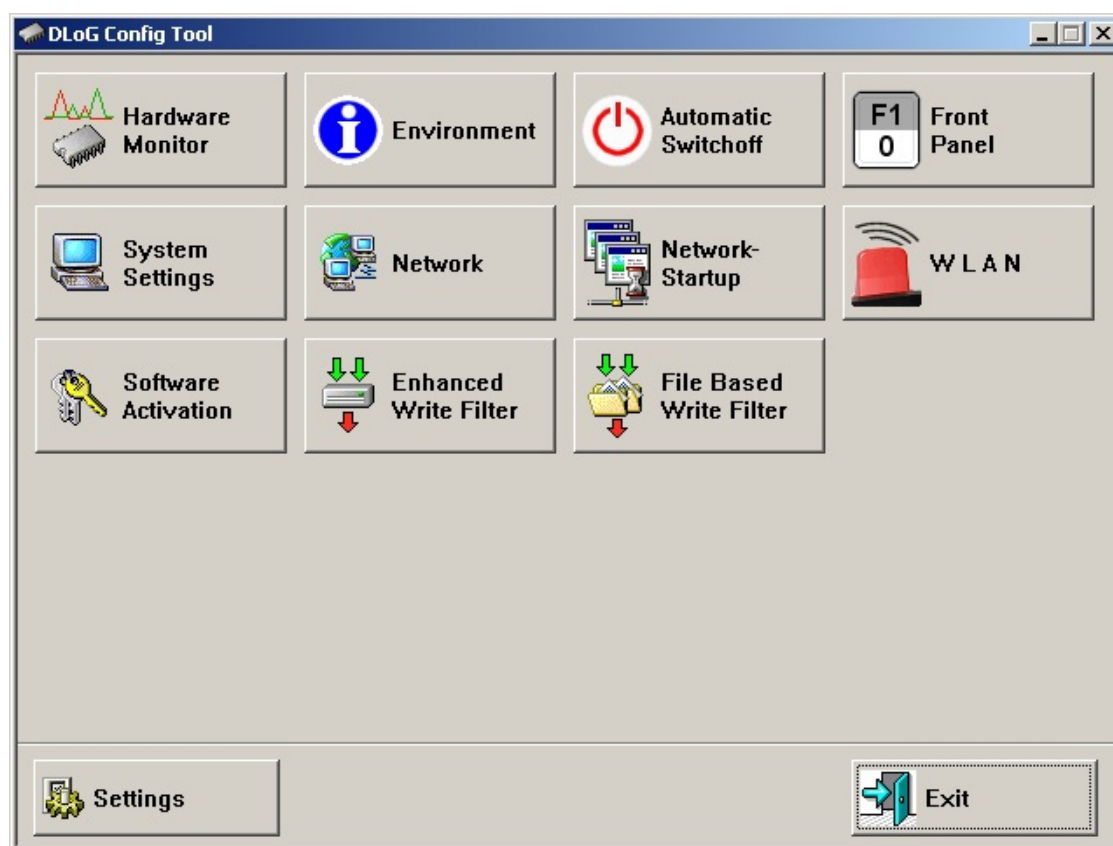 DLoG Config Tool
Hardware
Monitor
Environment
Automatic
Switchoff
F1
0
Front
Panel
System
Settings
Network
Network-
Startup
W L A N
Software
Activation
Enhanced
Write Filter
File Based
Write Filter
Settings
Exit